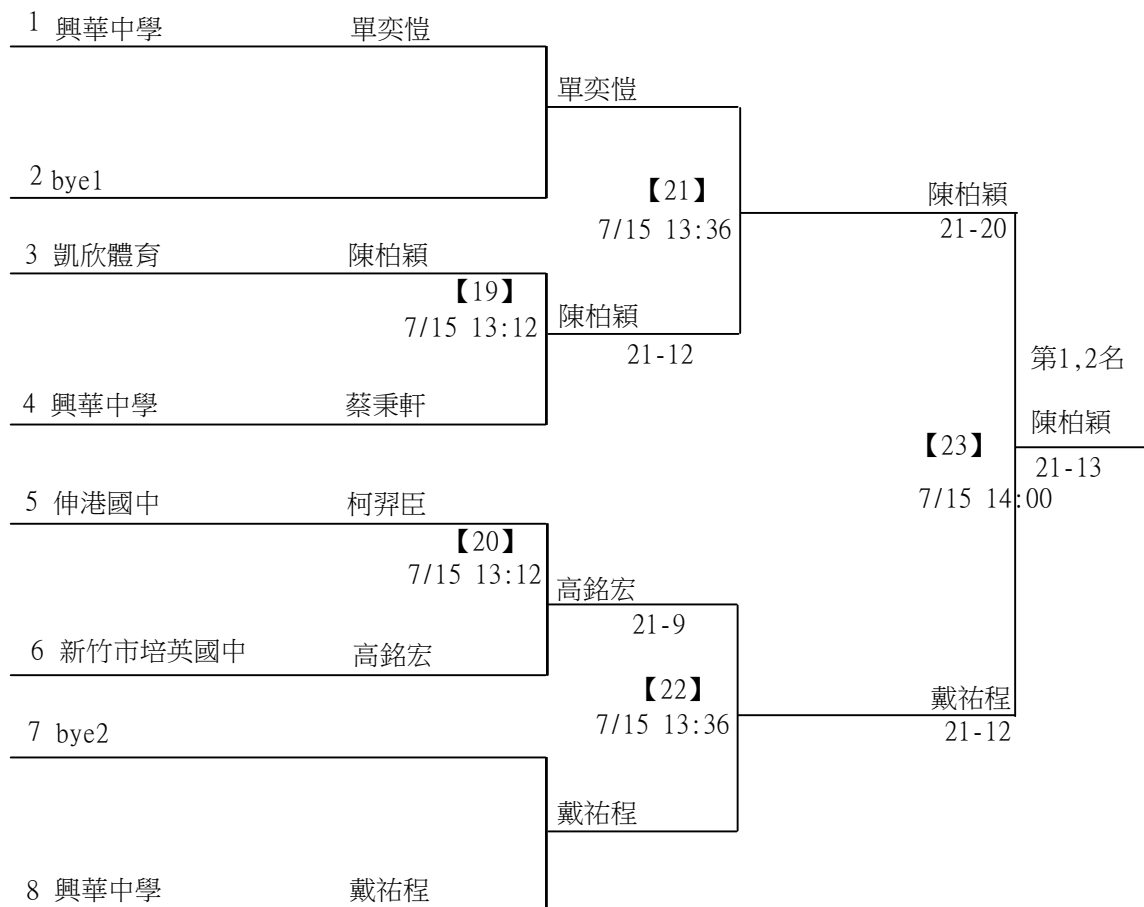 1 興華中學 單奕愷
單奕愷
2 bye1
【21】
7/15 13:36
陳柏穎
21-20
3 凱欣體育 陳柏穎
【19】
7/15 13:12
陳柏穎
21-12
第1,2名
4 興華中學 蔡秉軒
陳柏穎
21-13
【23】
7/15 14:00
5 伸港國中 柯羿臣
【20】
7/15 13:12
高銘宏
21-9
6 新竹市培英國中 高銘宏
【22】
7/15 13:36
戴祐程
21-12
7 bye2
戴祐程
8 興華中學 戴祐程